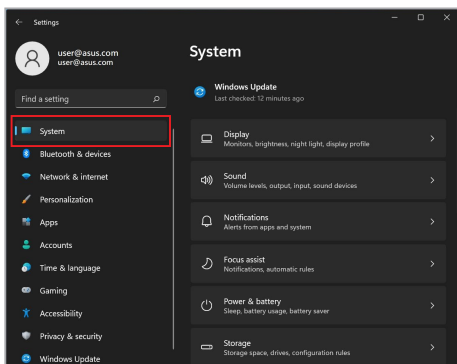 Settings
user@asus.com
user@asus.com
Find a setting
System
Bluetooth & devices
Network & internet
Personalization
Apps
Accounts
Time & language
Gaming
Accessibility
Privacy & security
Windows Update
System
Windows Update
Last checked: 12 minutes ago
Display
Monitors, brightness, night light, display profile
Sound
Volume levels, output, input, sound devices
Notifications
Alerts from apps and system
Focus assist
Notifications, automatic rules
Power & battery
Sleep, battery usage, battery saver
Storage
Storage space, drives, configuration rules